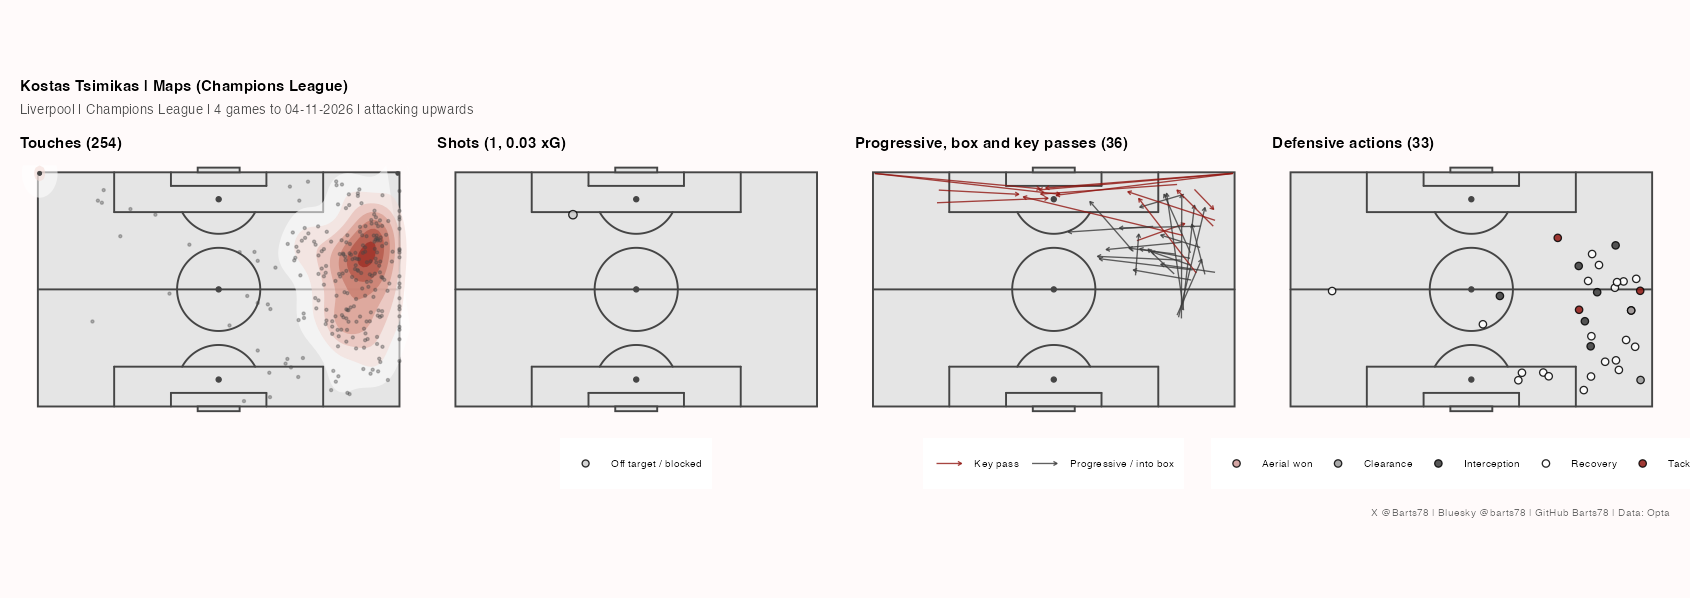 Kostas Tsimikas | Maps (Champions League)
Liverpool | Champions League | 4 games to 04-11-2026 | attacking upwards
Touches (254)
Shots (1, 0.03 xG)
Progressive, box and key passes (36)
Defensive actions (33)
Off target / blocked
Key pass
Progressive / into box
Aerial won
Clearance
Interception
Recovery
Tack
X @Barts78 | Bluesky @barts78 | GitHub Barts78 | Data: Opta